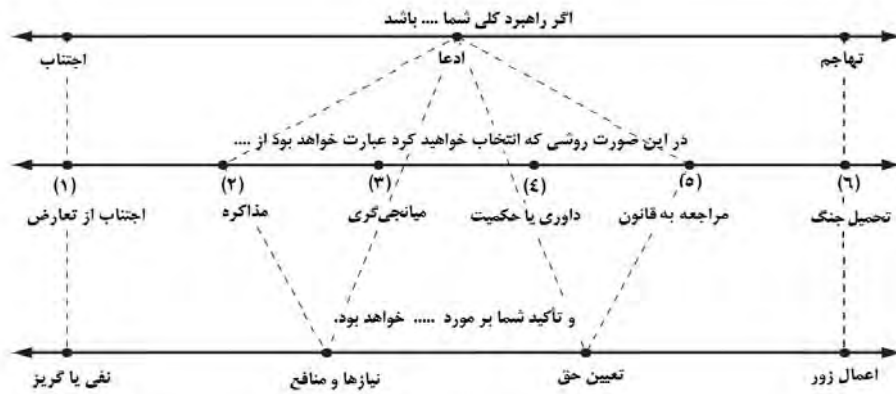 اگر راهبرد کلی شما .... باشد
تهاجم ادعا اجتناب
در این صورت روشی که انتخاب خواهید کرد عبارت خواهد بود از ....
(۱) (۲) (۳) (٤) (۵) (٦)
اجتناب از تعارض مذاکره میانجی‌گری داوری یا حکمیت مراجعه به قانون تحمیل جنگ
و تأکید شما بر مورد ..... خواهد بود.
نفی یا گریز نیازها و منافع تعیین حق اعمال زور